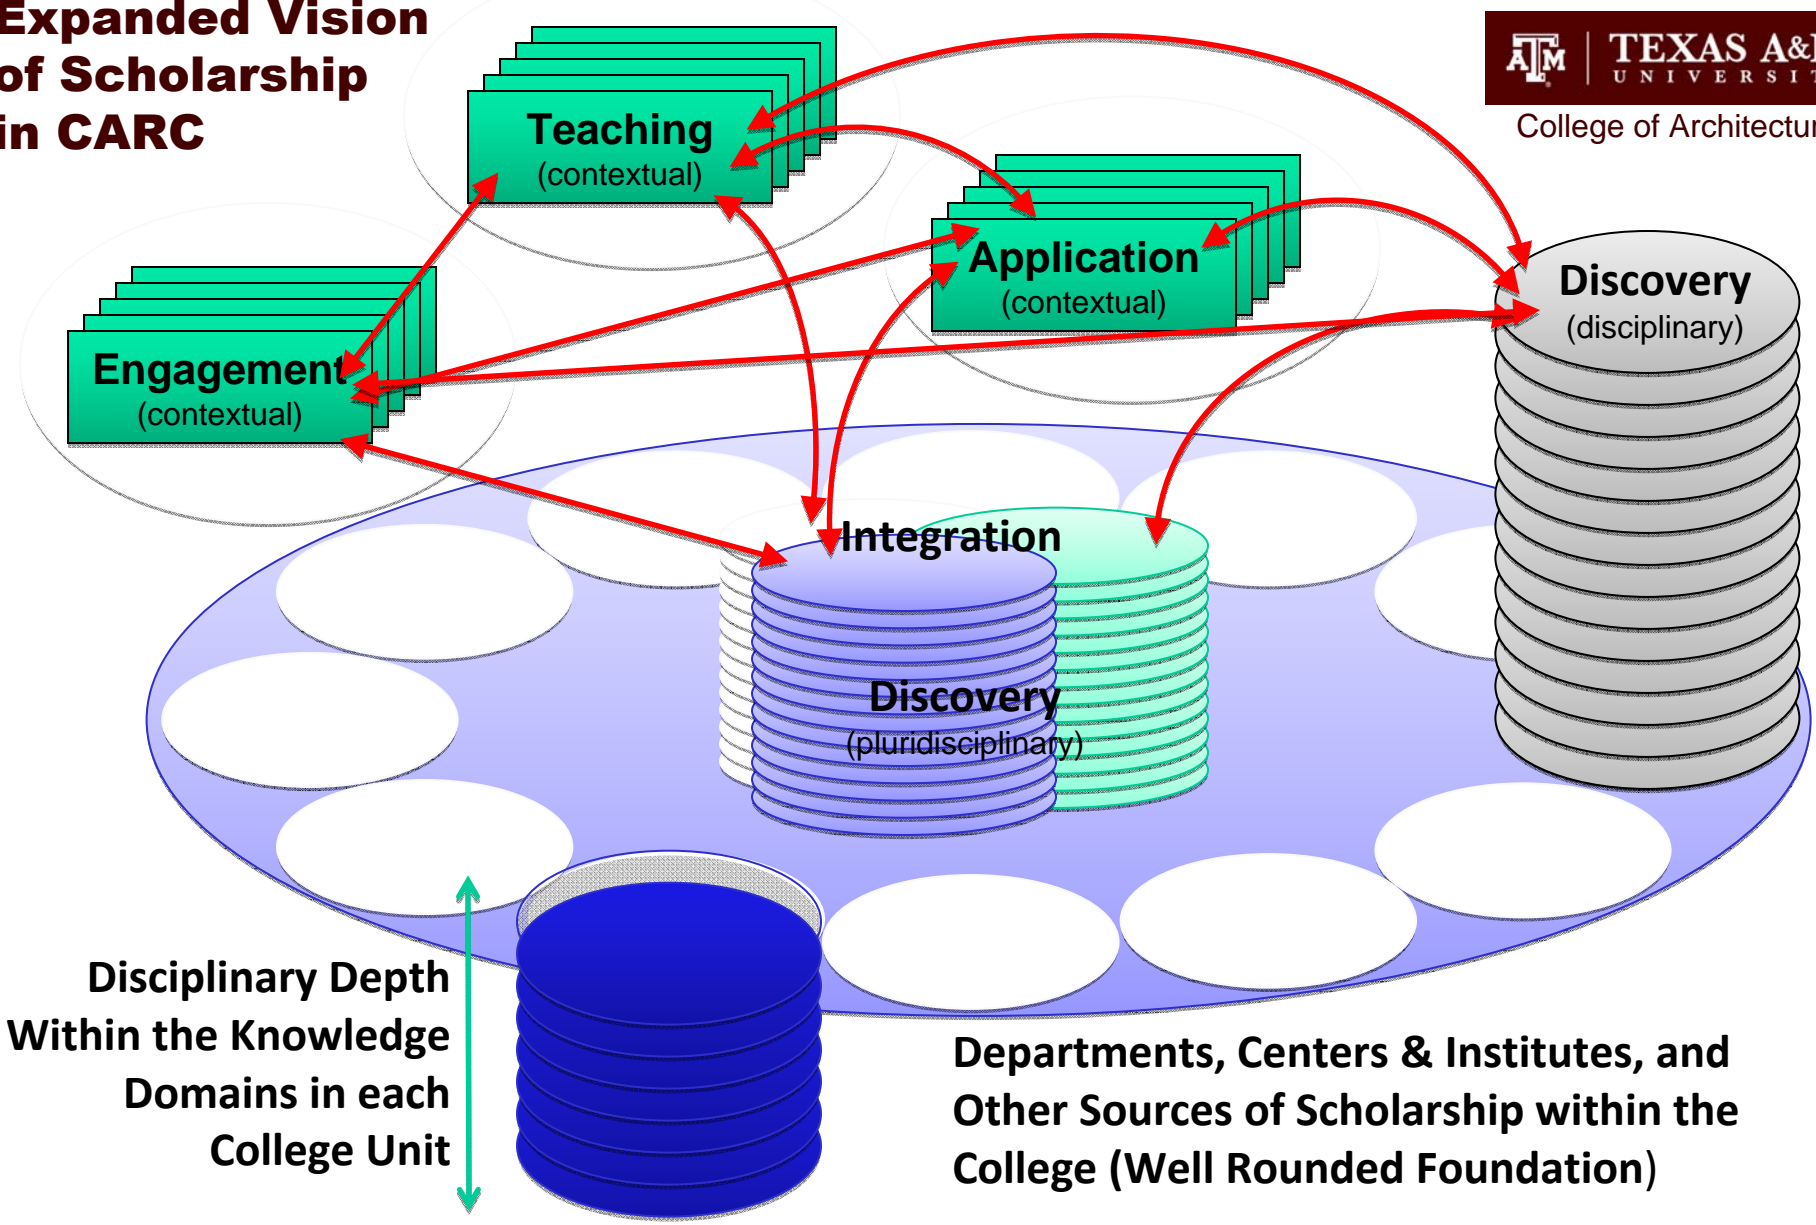 Expanded Vision
of Scholarship
in CARC
TEXAS A&
UNIVERSIT
College of Architectur
Teaching
(contextual)
Application
(contextual)
Discovery
(disciplinary)
Engagement
(contextual)
Integration
Discovery
(pluridisciplinary)
Disciplinary Depth
Within the Knowledge
Domains in each
College Unit
Departments, Centers & Institutes, and
Other Sources of Scholarship within the
College (Well Rounded Foundation)